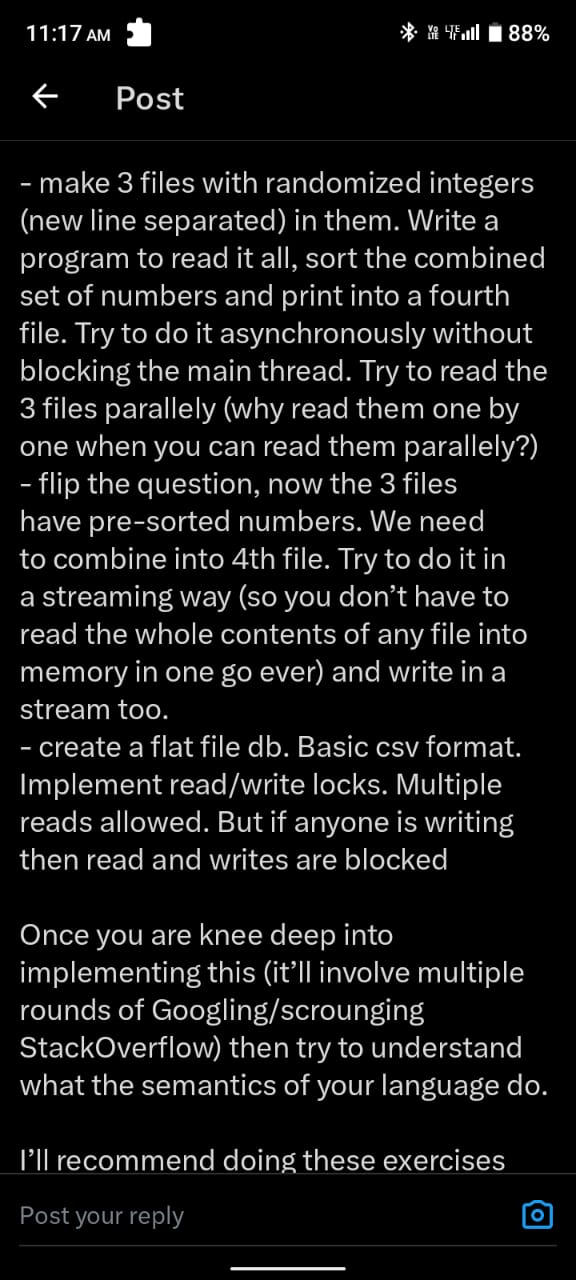 11:17 AM
Vo LTE LTE 88%
Post
- make 3 files with randomized integers
(new line separated) in them. Write a
program to read it all, sort the combined
set of numbers and print into a fourth
file. Try to do it asynchronously without
blocking the main thread. Try to read the
3 files parallely (why read them one by
one when you can read them parallely?)
- flip the question, now the 3 files
have pre-sorted numbers. We need
to combine into 4th file. Try to do it in
a streaming way (so you don’t have to
read the whole contents of any file into
memory in one go ever) and write in a
stream too.
- create a flat file db. Basic csv format.
Implement read/write locks. Multiple
reads allowed. But if anyone is writing
then read and writes are blocked
Once you are knee deep into
implementing this (it’ll involve multiple
rounds of Googling/scrounging
StackOverflow) then try to understand
what the semantics of your language do.
I’ll recommend doing these exercises
Post your reply